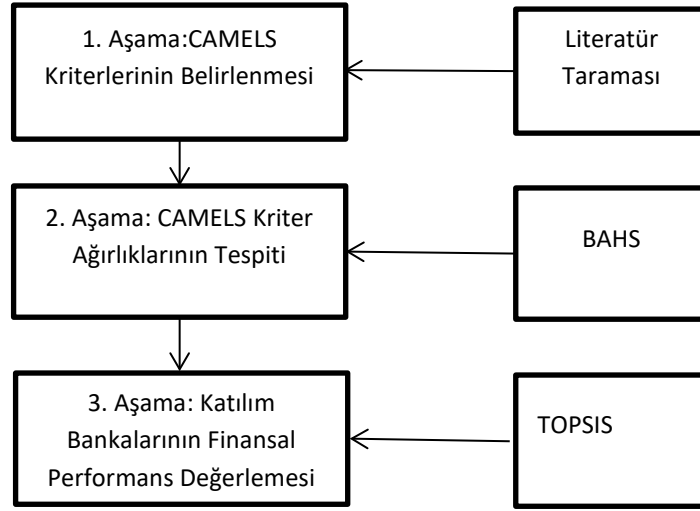 1. Aşama:CAMELS
Kriterlerinin Belirlenmesi
Literatür
Taraması
2. Aşama: CAMELS Kriter
Ağırlıklarının Tespiti
BAHS
3. Aşama: Katılım
Bankalarının Finansal
Performans Değerlemesi
TOPSIS